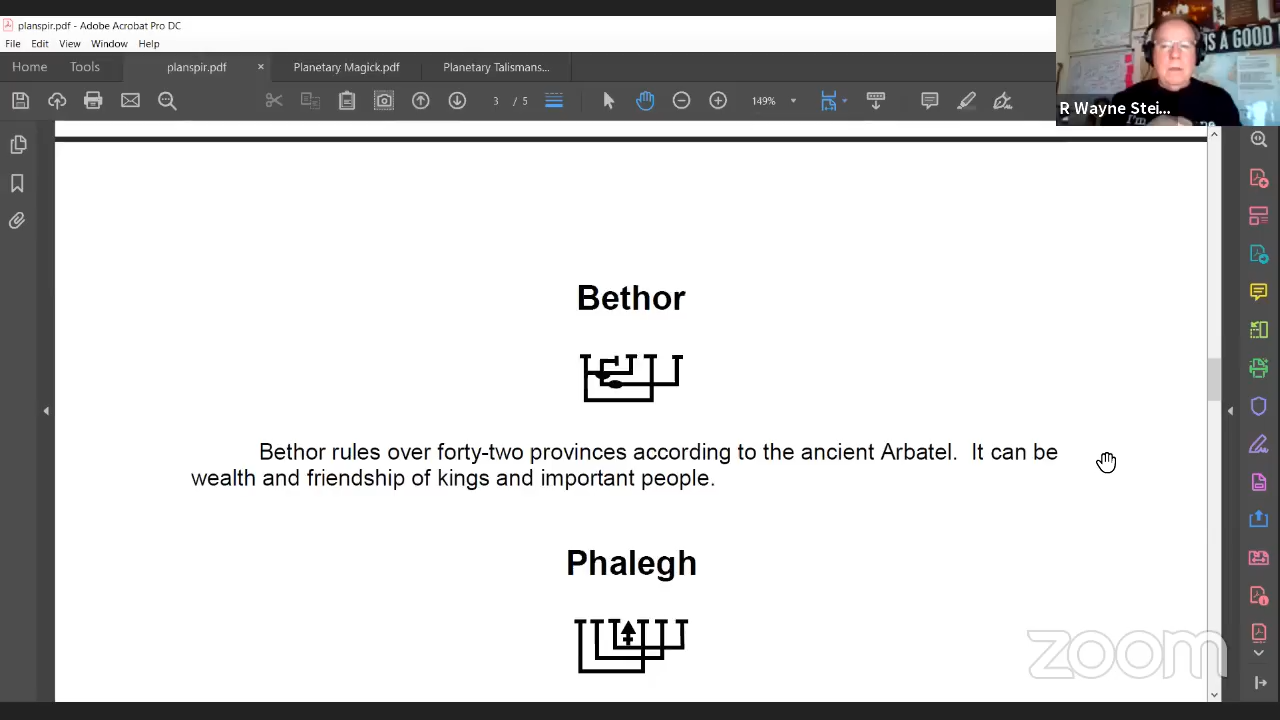 planspir.pdf - Adobe Acrobat Pro DC
File Edit View Window Help
Home Tools planspir.pdf × Planetary Magick.pdf Planetary Talismans...
3 / 5 149%
IS A GOOD
R Wayne Stei...
I'm
Bethor
Bethor rules over forty-two provinces according to the ancient Arbatel. It can be
wealth and friendship of kings and important people.
Phalegh
zoom